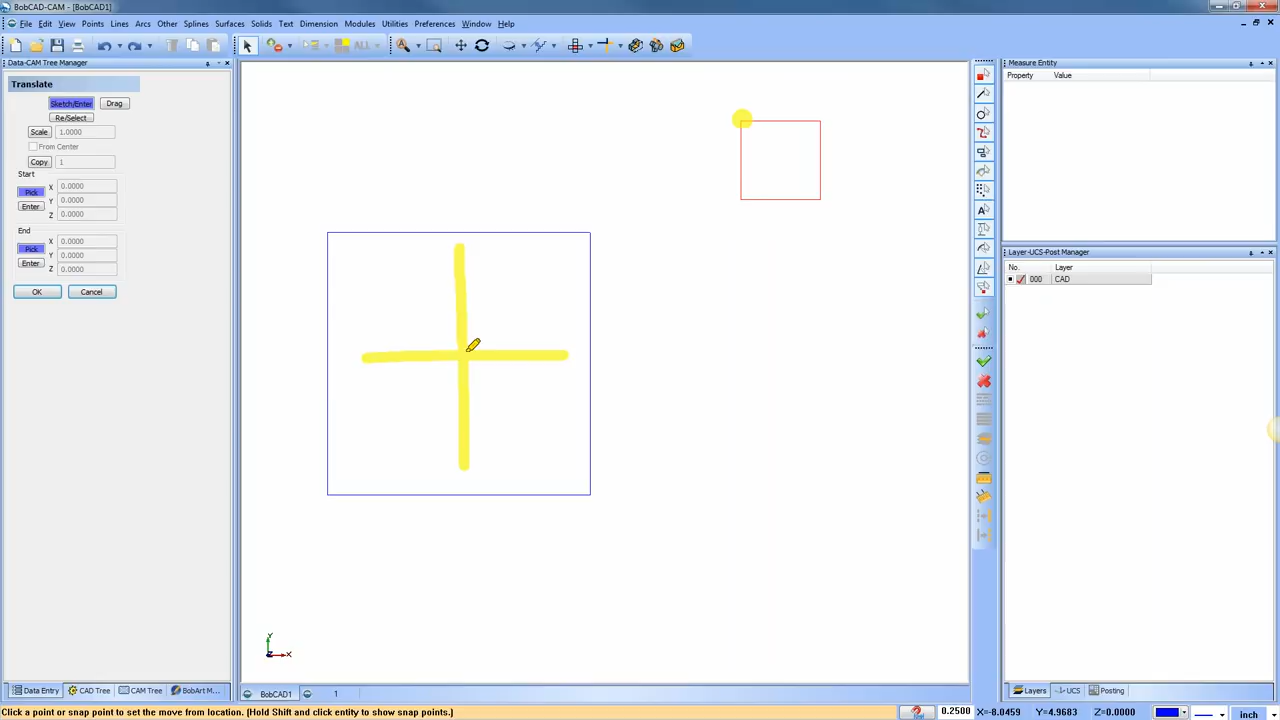 BobCAD-CAM - [BobCAD1]
File Edit View Points Lines Arcs Other Splines Surfaces Solids Text Dimension Modules Utilities Preferences Window Help
ALL
Data-CAM Tree Manager
Translate
Sketch/Enter Drag
Re/Select
Scale 1.0000
From Center
Copy 1
Start
Pick X 0.0000
Y 0.0000
Enter Z 0.0000
End
Pick X 0.0000
Y 0.0000
Enter Z 0.0000
OK Cancel
Y
Z X
Measure Entity
Property Value
A
Layer-UCS-Post Manager
No. Layer
000 CAD
Data Entry CAD Tree CAM Tree BobArt M...
BobCAD1 1
Layers UCS Posting
Click a point or snap point to set the move from location. (Hold Shift and click entity to show snap points.)
0.2500 X=-8.0459 Y=4.9683 Z=0.0000 inch